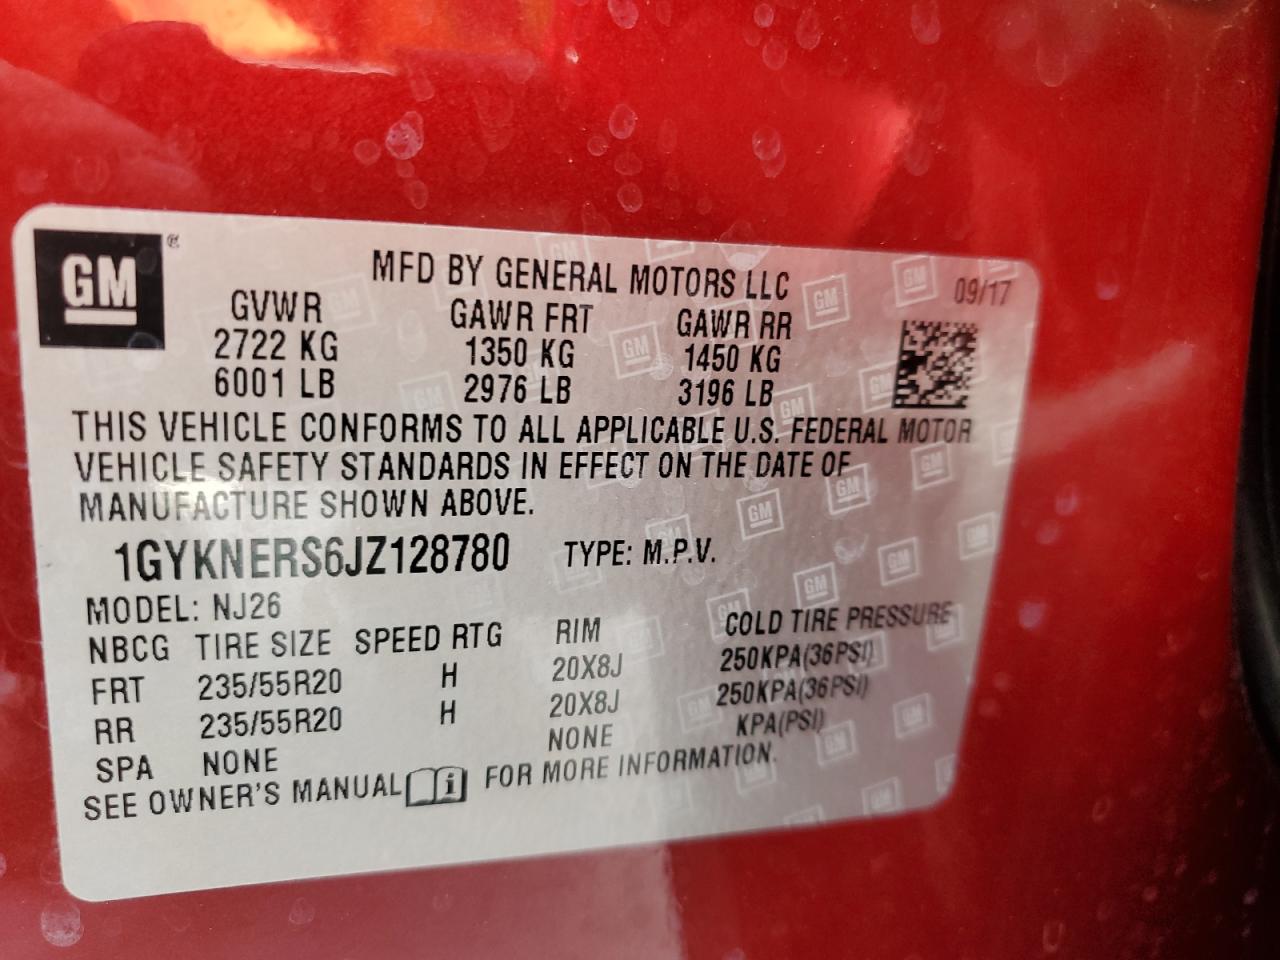 GM ®
MFD BY GENERAL MOTORS LLC
09/17
GVWR GAWR FRT GAWR RR
2722 KG 1350 KG 1450 KG
6001 LB 2976 LB 3196 LB
THIS VEHICLE CONFORMS TO ALL APPLICABLE U.S. FEDERAL MOTOR
VEHICLE SAFETY STANDARDS IN EFFECT ON THE DATE OF
MANUFACTURE SHOWN ABOVE.
1GYKNERS6JZ128780 TYPE: M.P.V.
MODEL: NJ26
NBCG TIRE SIZE SPEED RTG RIM COLD TIRE PRESSURE
FRT 235/55R20 H 20X8J 250KPA(36PSI)
RR 235/55R20 H 20X8J 250KPA(36PSI)
SPA NONE NONE KPA(PSI)
SEE OWNER'S MANUAL FOR MORE INFORMATION.